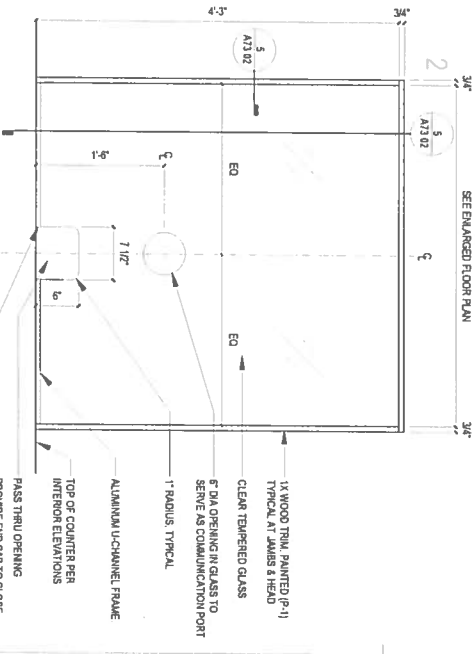 SEE ENLARGED FLOOR PLAN
3/4"
3/4"
3/4"
4'-3"
2
5
A73 02
5
A73 02
EQ
EQ
1'-6"
7 1/2"
6"
1X WOOD TRIM, PAINTED (P-1)
TYPICAL AT JAMBS & HEAD
CLEAR TEMPERED GLASS
6" DIA OPENING IN GLASS TO
SERVE AS COMMUNICATION PORT
1" RADIUS, TYPICAL
ALUMINUM U-CHANNEL FRAME
TOP OF COUNTER PER
INTERIOR ELEVATIONS
PASS THRU OPENING